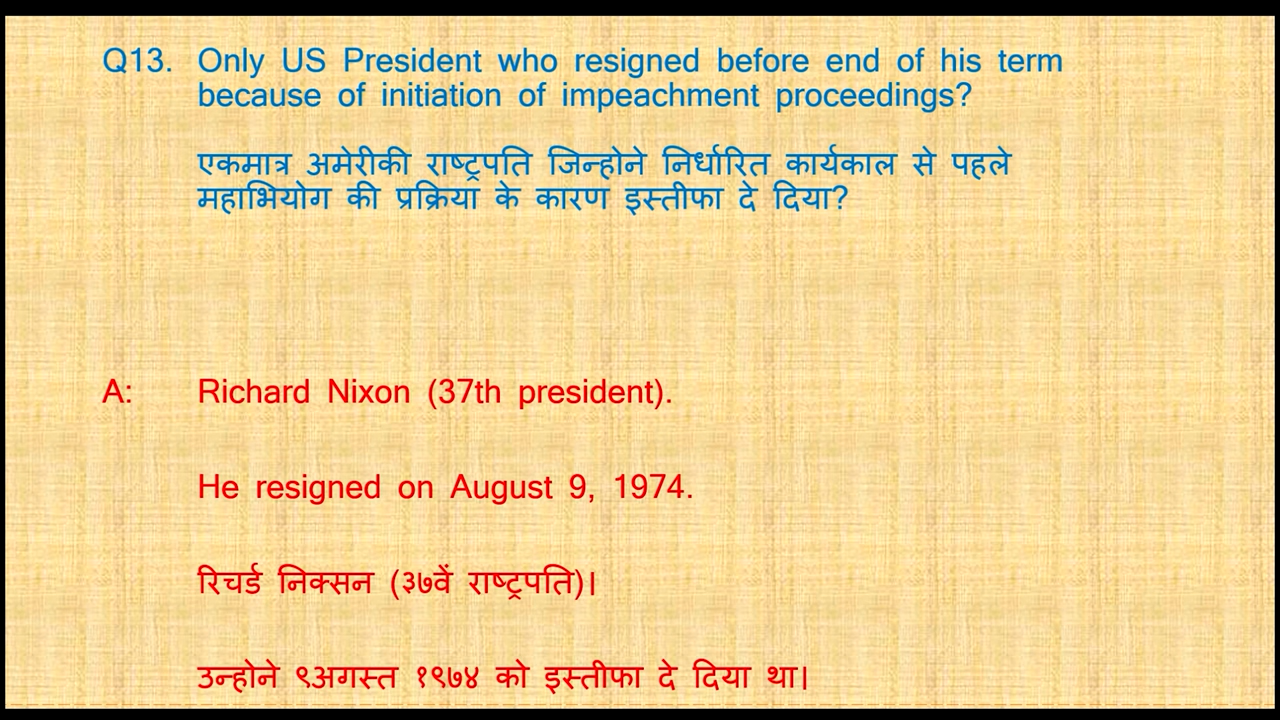 Q13. Only US President who resigned before end of his term
because of initiation of impeachment proceedings?
एकमात्र अमेरीकी राष्ट्रपति जिन्होने निर्धारित कार्यकाल से पहले
महाभियोग की प्रक्रिया के कारण इस्तीफा दे दिया?
A: Richard Nixon (37th president).
He resigned on August 9, 1974.
रिचर्ड निक्सन (३७वें राष्ट्रपति)।
उन्होने ९अगस्त १९७४ को इस्तीफा दे दिया था।